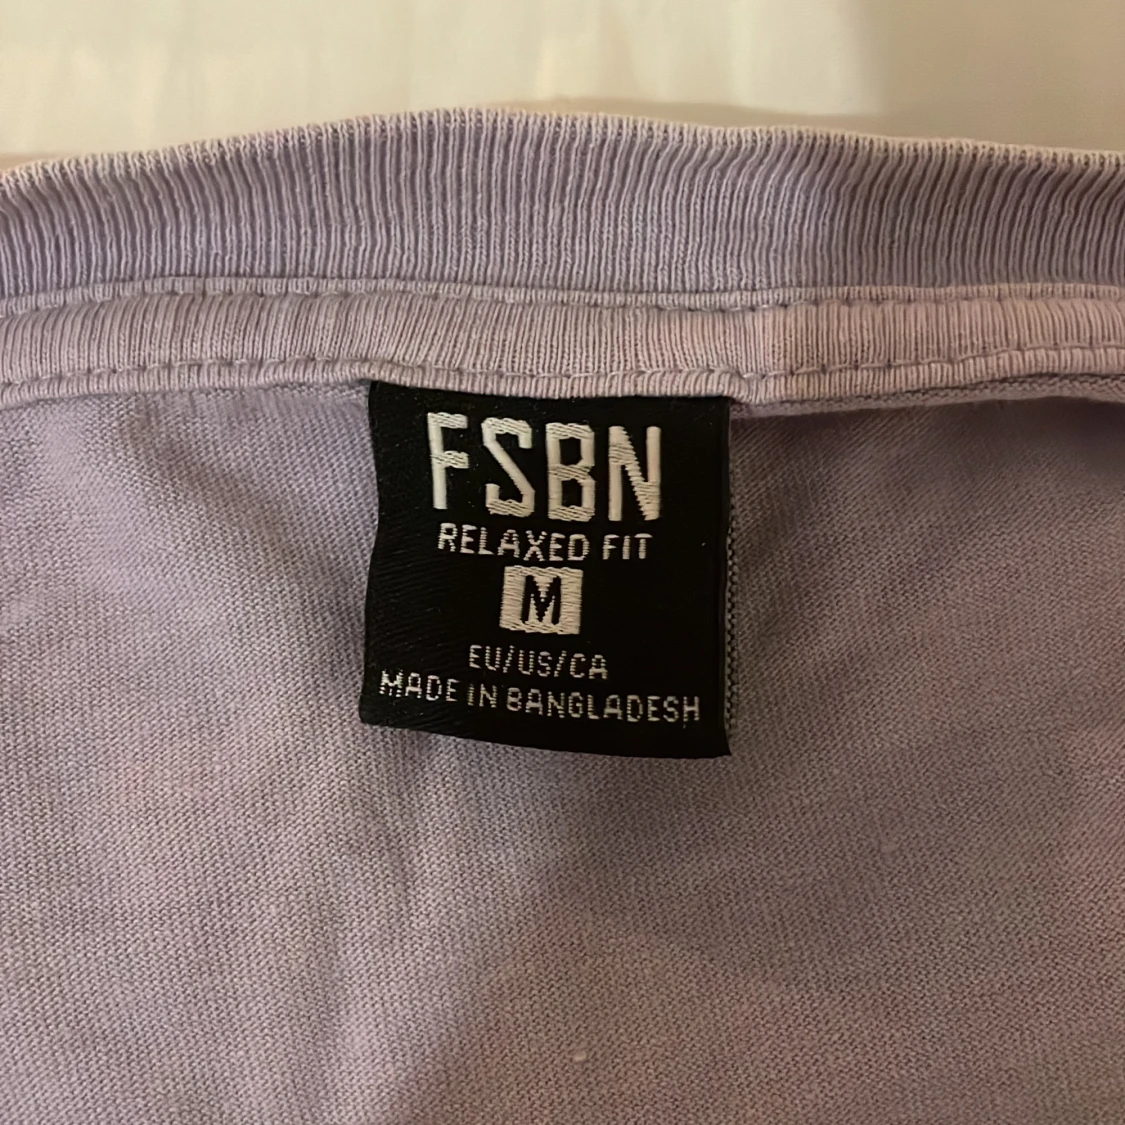 FSBN
RELAXED FIT
M
EU/US/CA
MADE IN BANGLADESH